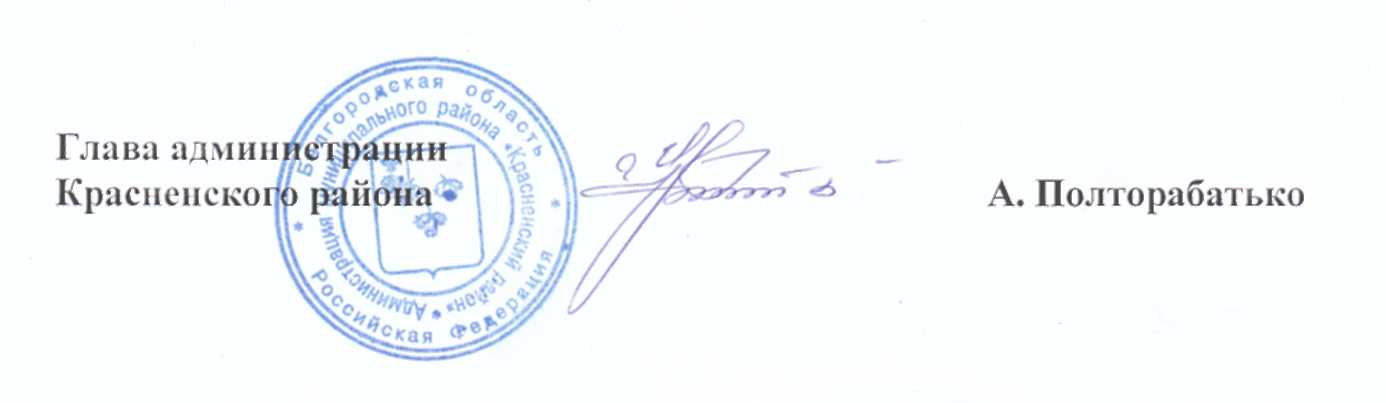 Глава администрации
Красненского района
А. Полторабатько
* Белгородская область *
Российская Федерация
Администрация муниципального района «Красненский район» *